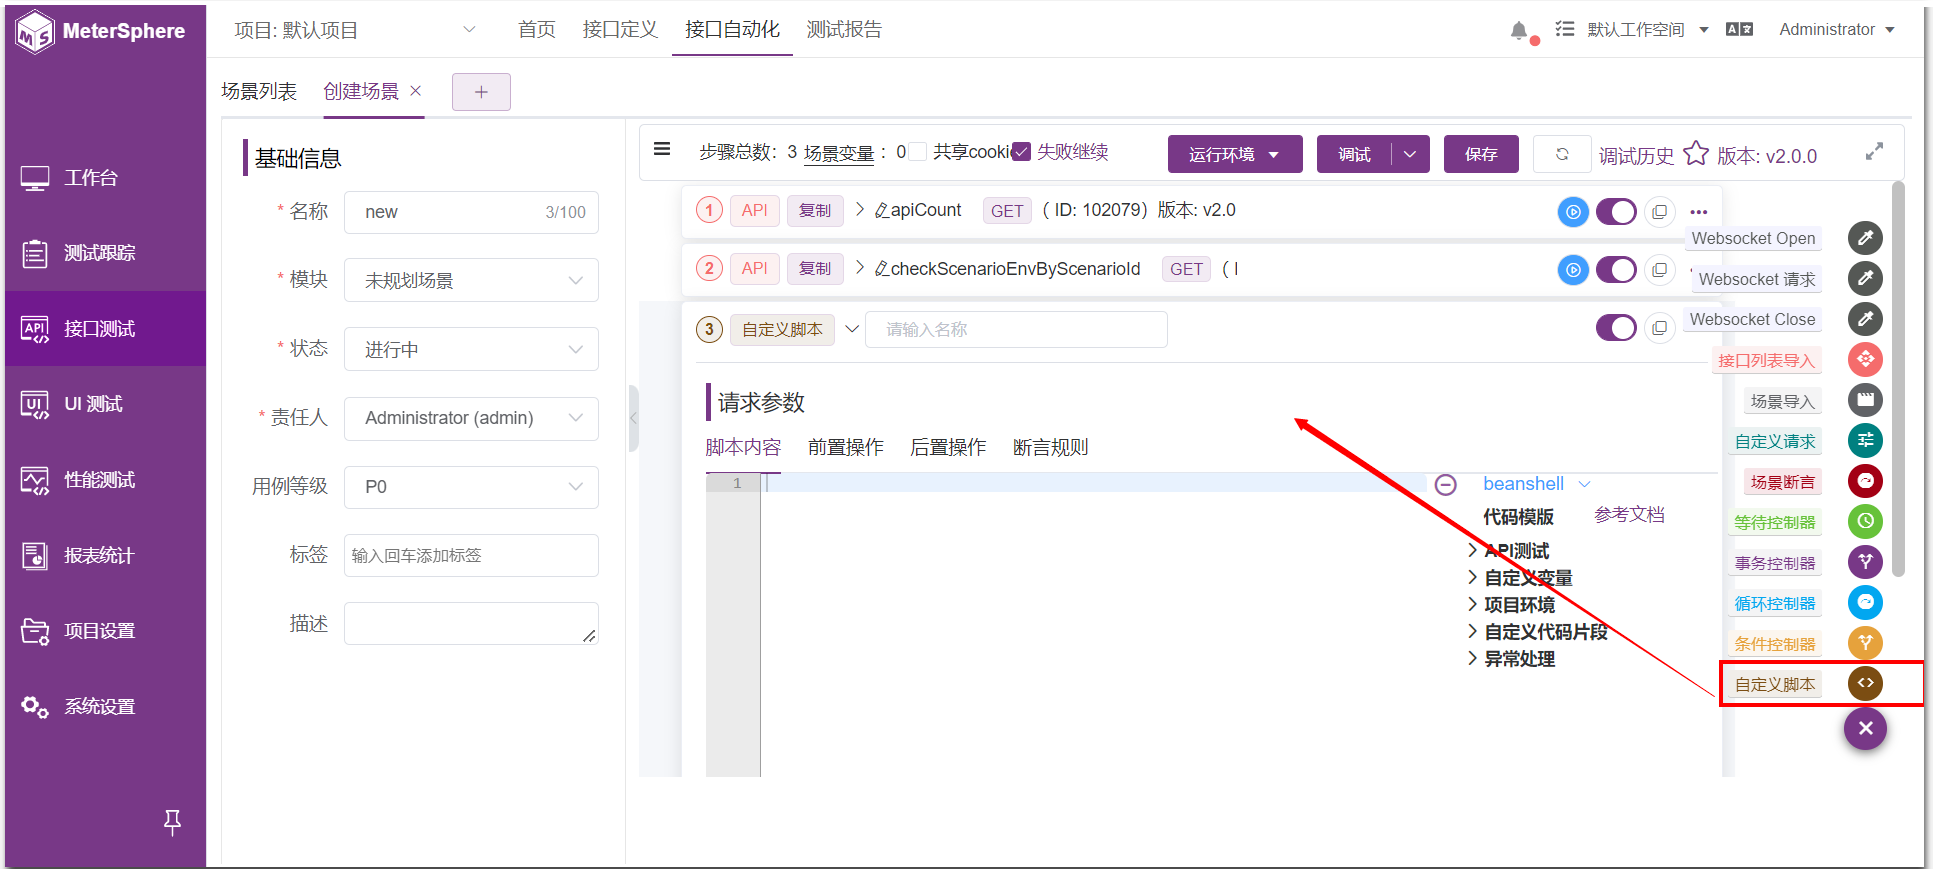 MeterSphere
项目: 默认项目
首页
接口定义
接口自动化
测试报告
默认工作空间
Administrator
场景列表
创建场景
工作台
测试跟踪
接口测试
UI 测试
性能测试
报表统计
项目设置
系统设置
基础信息
* 名称 new 3/100
* 模块 未规划场景
* 状态 进行中
* 责任人 Administrator (admin)
用例等级 P0
标签 输入回车添加标签
描述
步骤总数: 3 场景变量 : 0 共享cooki 失败继续
运行环境
调试
保存
调试历史
版本: v2.0.0
1 API 复制 apiCount GET ( ID: 102079) 版本: v2.0
2 API 复制 checkScenarioEnvByScenarioId GET ( I
3 自定义脚本 请输入名称
请求参数
脚本内容 前置操作 后置操作 断言规则
1
beanshell
代码模版 参考文档
API测试
自定义变量
项目环境
自定义代码片段
异常处理
Websocket Open
Websocket 请求
Websocket Close
接口列表导入
场景导入
自定义请求
场景断言
等待控制器
事务控制器
循环控制器
条件控制器
自定义脚本